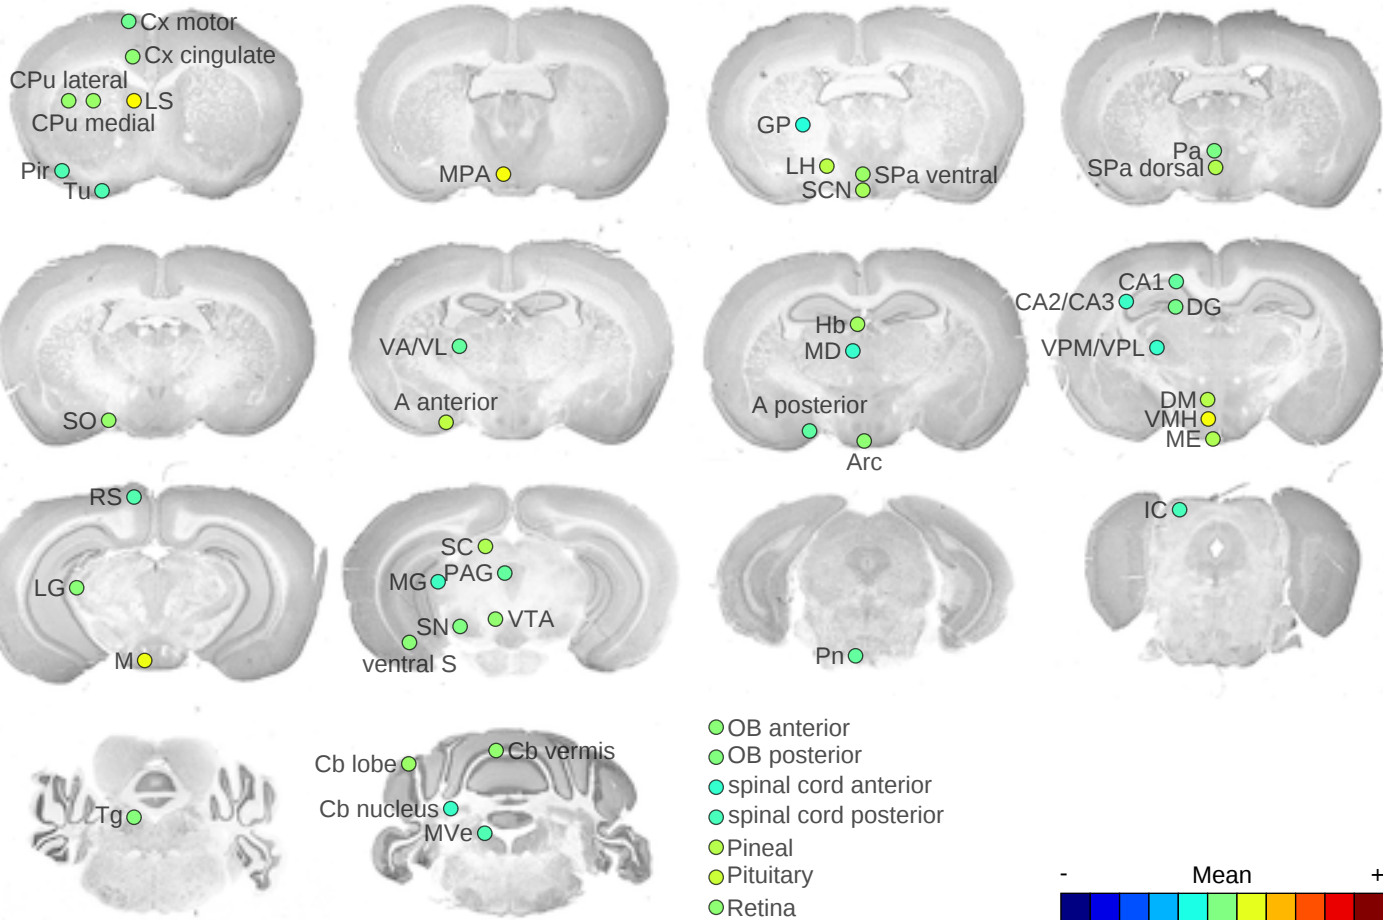 Cx motor
Cx cingulate
CPu lateral
LS
CPu medial
Pir
Tu
MPA
GP
LH
SPa ventral
SCN
Pa
SPa dorsal
SO
VA/VL
A anterior
Hb
MD
A posterior
Arc
CA1
CA2/CA3
DG
VPM/VPL
DM
VMH
ME
RS
LG
M
SC
MG
PAG
SN
VTA
ventral S
Pn
IC
Tg
Cb lobe
Cb vermis
Cb nucleus
MVe
OB anterior
OB posterior
spinal cord anterior
spinal cord posterior
Pineal
Pituitary
Retina
- Mean +